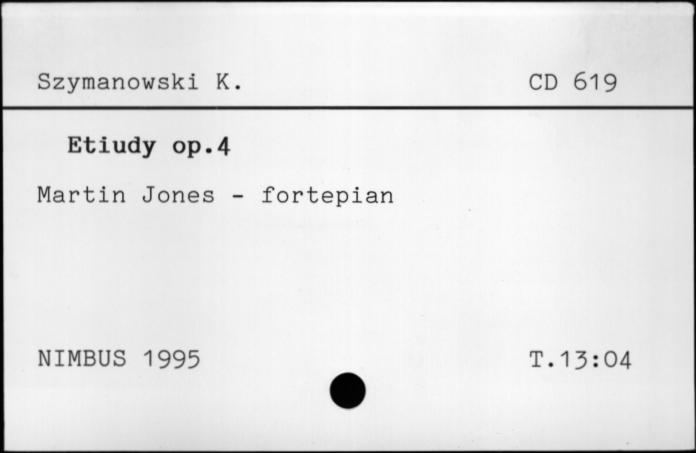 Szymanowski K. CD 619
Etiudy op.4
Martin Jones - fortepian
NIMBUS 1995 T.13:04